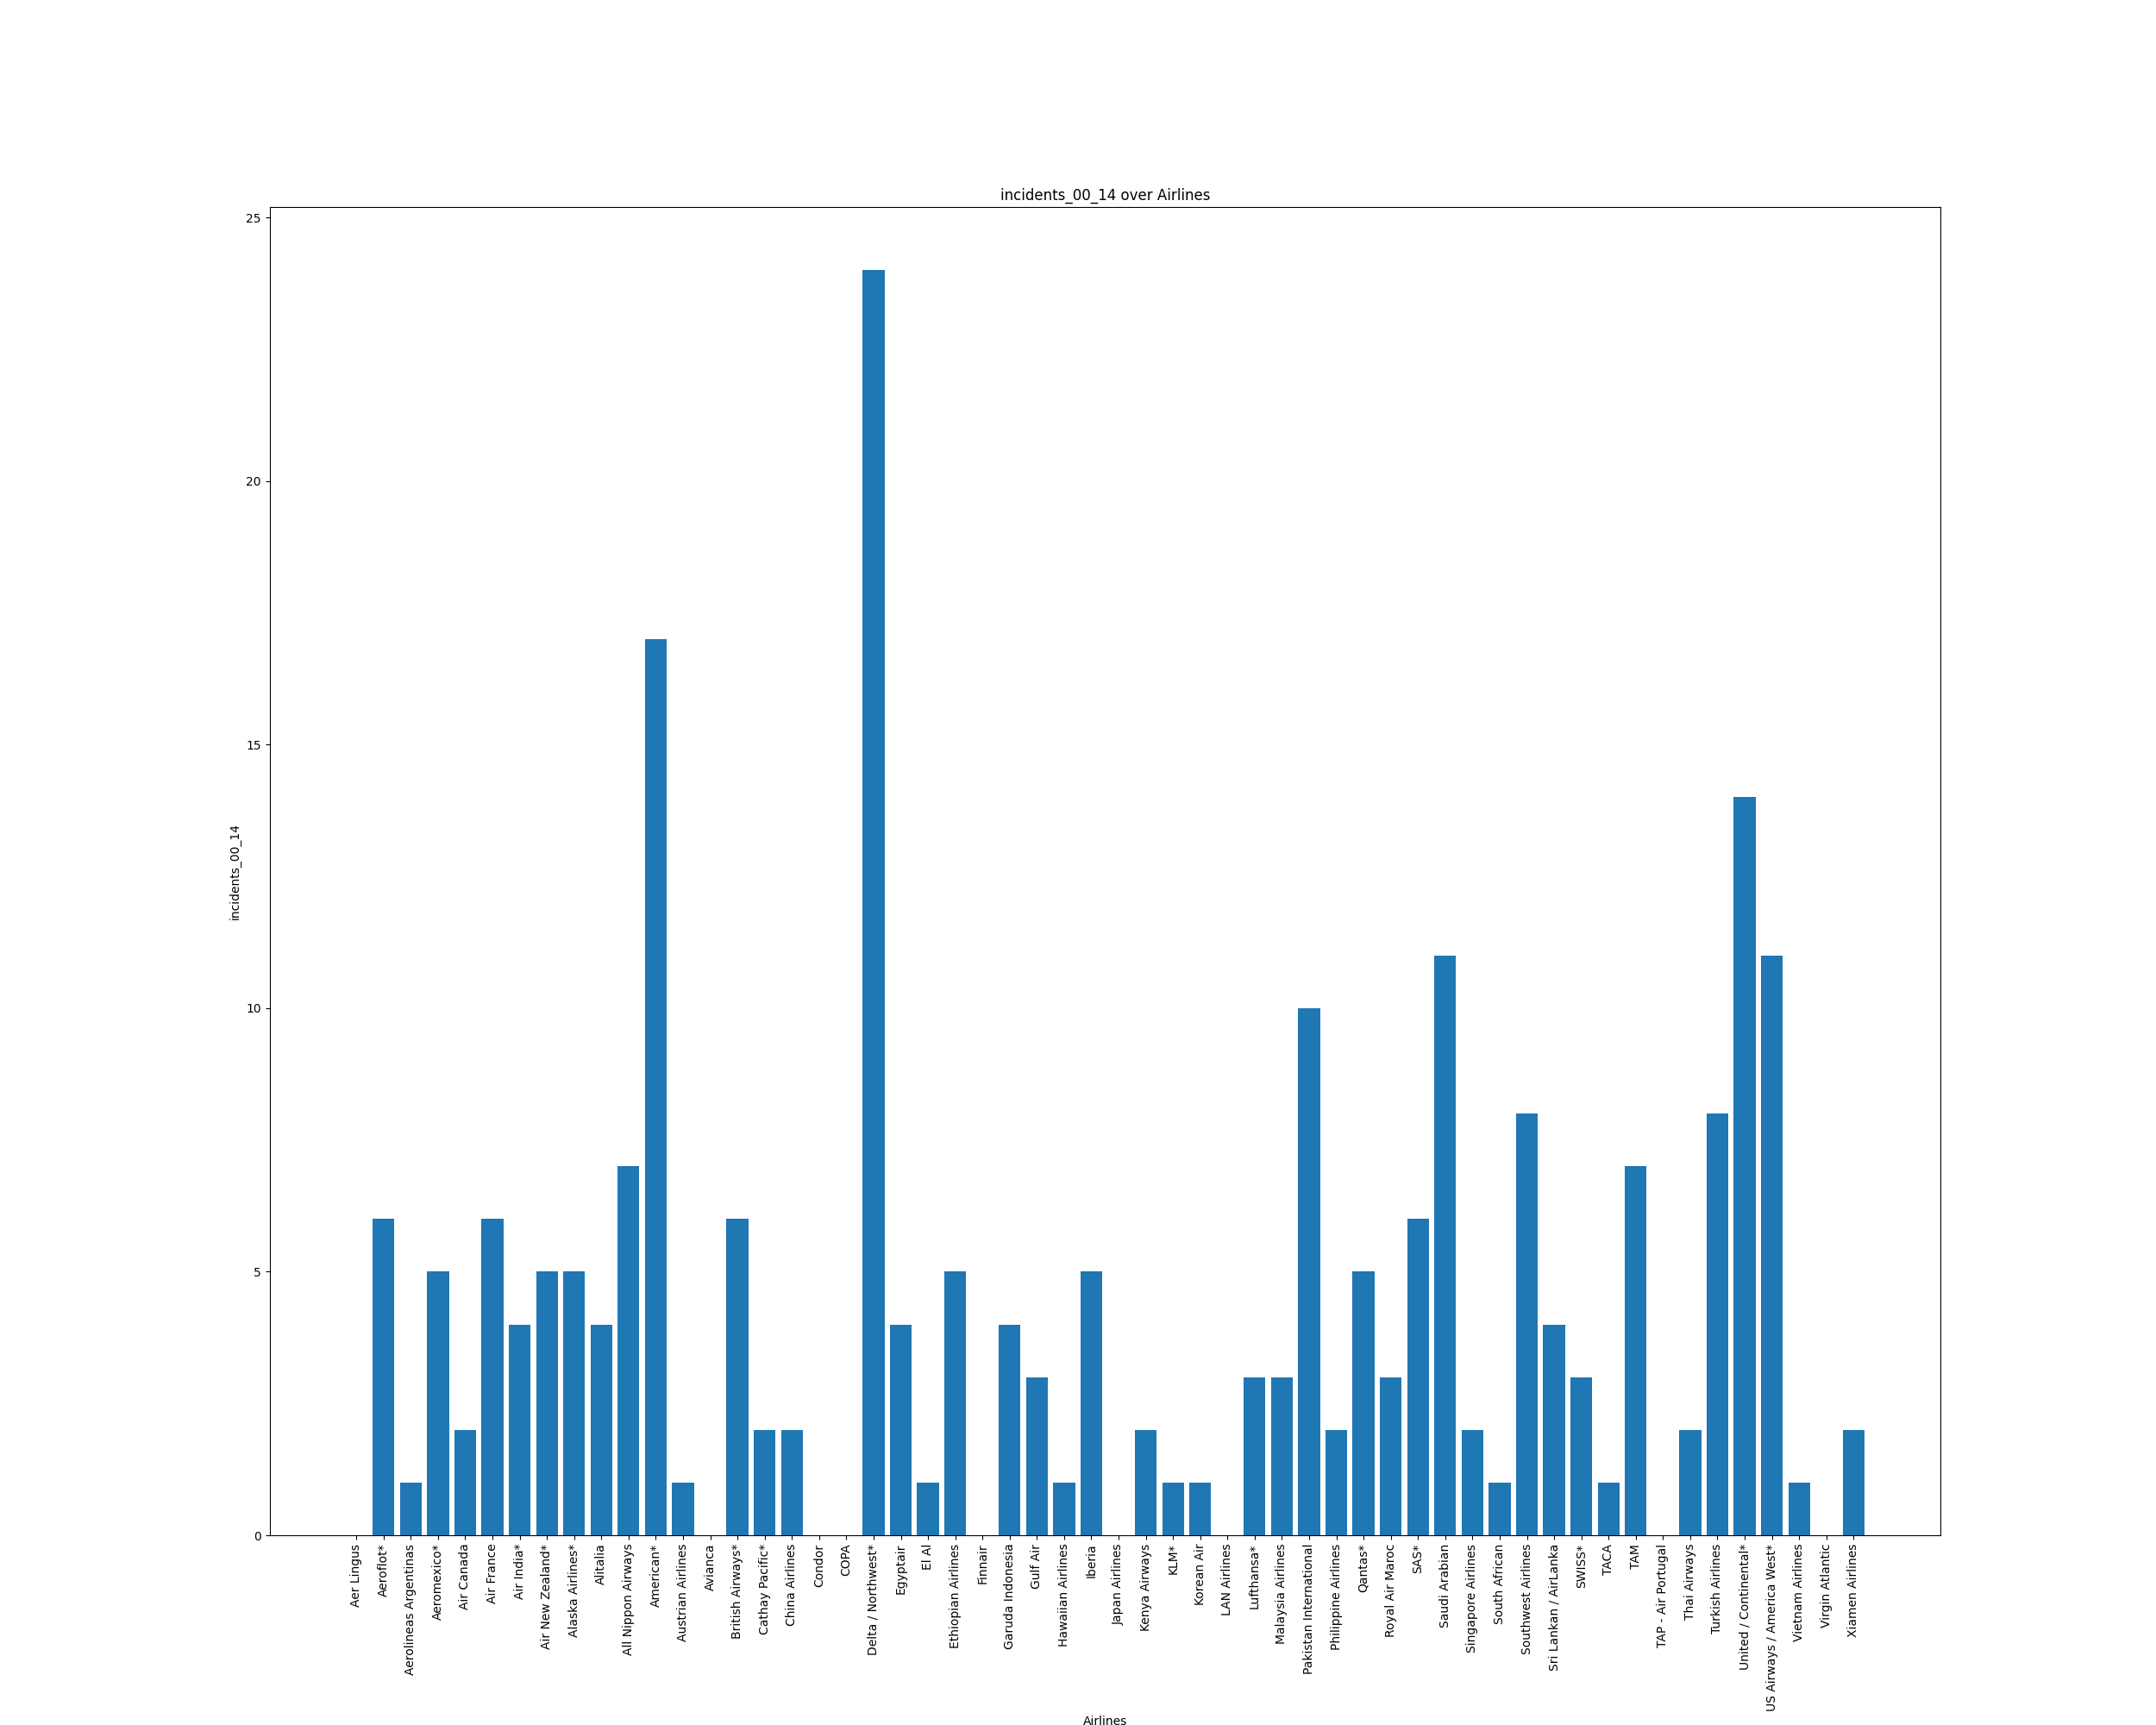 incidents_00_14 over Airlines
25
20
15
10
5
0
incidents_00_14
Aer Lingus
Aeroflot*
Aerolineas Argentinas
Aeromexico*
Air Canada
Air France
Air India*
Air New Zealand*
Alaska Airlines*
Alitalia
All Nippon Airways
American*
Austrian Airlines
Avianca
British Airways*
Cathay Pacific*
China Airlines
Condor
COPA
Delta / Northwest*
Egyptair
El Al
Ethiopian Airlines
Finnair
Garuda Indonesia
Gulf Air
Hawaiian Airlines
Iberia
Japan Airlines
Kenya Airways
KLM*
Korean Air
LAN Airlines
Lufthansa*
Malaysia Airlines
Pakistan International
Philippine Airlines
Qantas*
Royal Air Maroc
SAS*
Saudi Arabian
Singapore Airlines
South African
Southwest Airlines
Sri Lankan / AirLanka
SWISS*
TACA
TAM
TAP - Air Portugal
Thai Airways
Turkish Airlines
United / Continental*
US Airways / America West*
Vietnam Airlines
Virgin Atlantic
Xiamen Airlines
Airlines